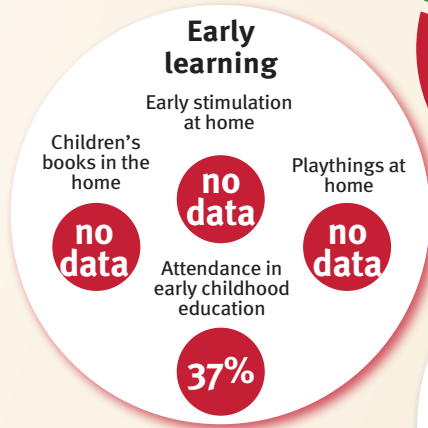 Early
learning
Early stimulation
at home
no
data
Children’s
books in the
home
no
data
Playthings at
home
no
data
Attendance in
early childhood
education
37%